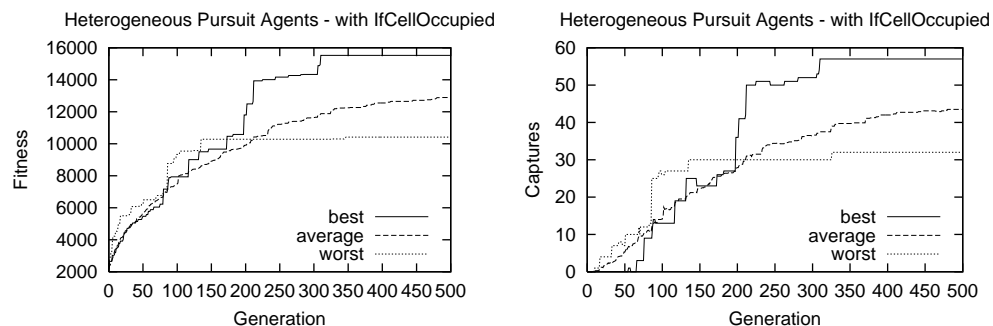 Heterogeneous Pursuit Agents - with IfCellOccupied
16000
14000
12000
10000
8000
6000
4000
2000
Fitness
best
average
worst
0 50 100 150 200 250 300 350 400 450 500
Generation
Heterogeneous Pursuit Agents - with IfCellOccupied
60
50
40
30
20
10
0
Captures
best
average
worst
0 50 100 150 200 250 300 350 400 450 500
Generation